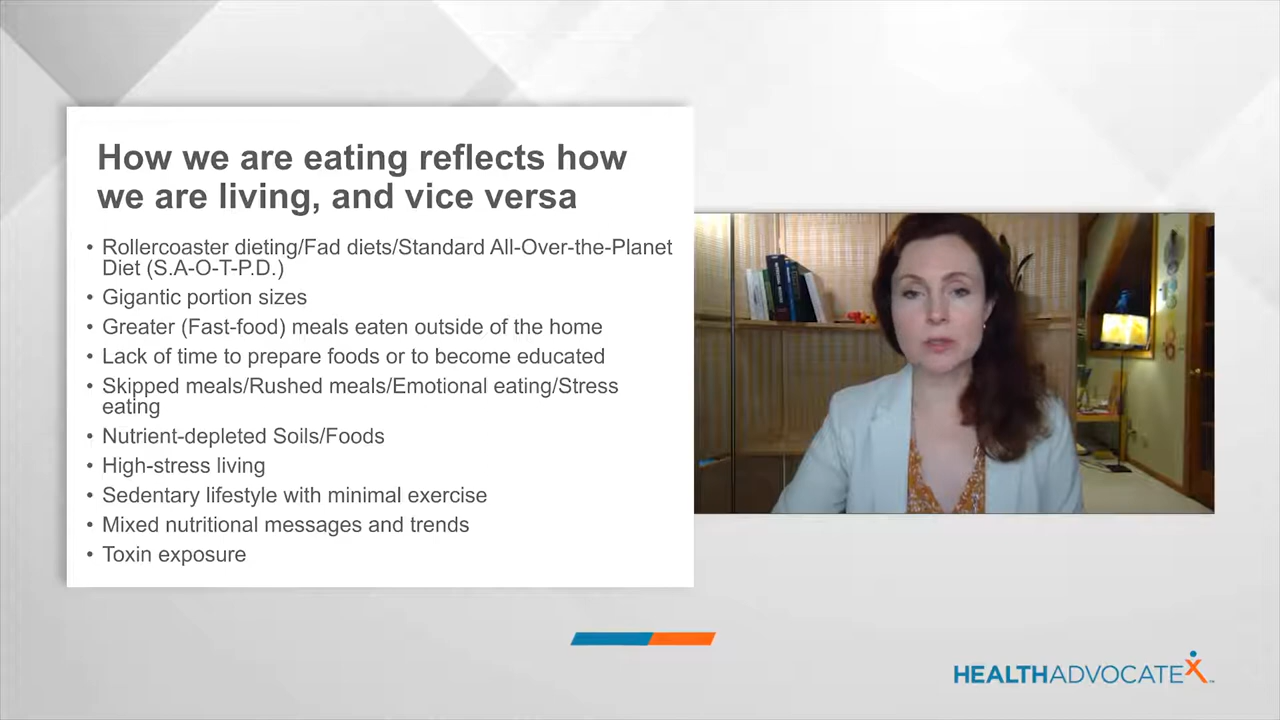 How we are eating reflects how
we are living, and vice versa
• Rollercoaster dieting/Fad diets/Standard All-Over-the-Planet
Diet (S.A-O-T-P.D.)
• Gigantic portion sizes
• Greater (Fast-food) meals eaten outside of the home
• Lack of time to prepare foods or to become educated
• Skipped meals/Rushed meals/Emotional eating/Stress
eating
• Nutrient-depleted Soils/Foods
• High-stress living
• Sedentary lifestyle with minimal exercise
• Mixed nutritional messages and trends
• Toxin exposure
HEALTHADVOCATEX™